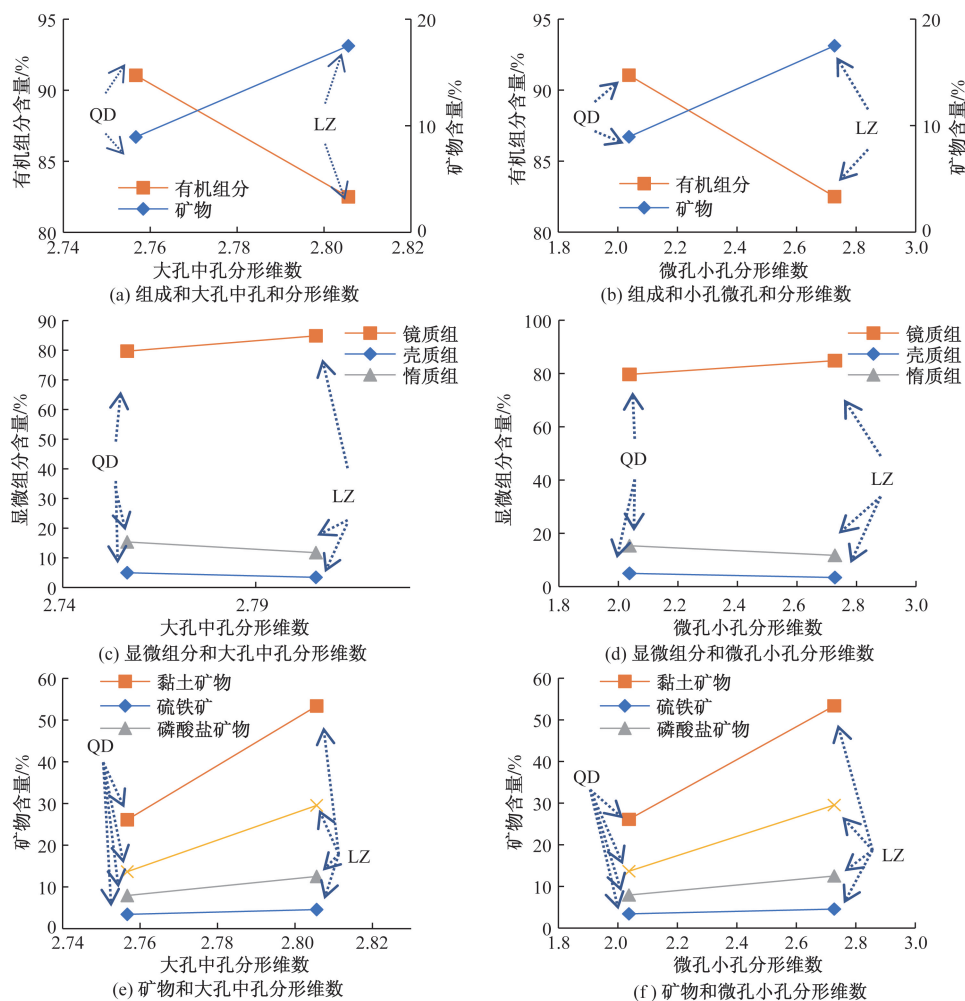 95
90
85
80
有机组分含量/%
20
10
0
矿物含量/%
QD
LZ
有机组分
矿物
2.74
2.76
2.78
2.80
2.82
大孔中孔分形维数
(a) 组成和大孔中孔和分形维数
95
90
85
80
有机组分含量/%
20
10
0
矿物含量/%
QD
LZ
有机组分
矿物
1.8
2.0
2.2
2.4
2.6
2.8
3.0
微孔小孔分形维数
(b) 组成和小孔微孔和分形维数
90
80
70
60
50
40
30
20
10
0
显微组分含量/%
镜质组
壳质组
惰质组
QD
LZ
2.74
2.79
大孔中孔分形维数
(c) 显微组分和大孔中孔分形维数
100
80
60
40
20
0
显微组分含量/%
镜质组
壳质组
惰质组
QD
LZ
1.8
2.0
2.2
2.4
2.6
2.8
3.0
微孔小孔分形维数
(d) 显微组分和微孔小孔分形维数
60
50
40
30
20
10
0
矿物含量/%
黏土矿物
硫铁矿
磷酸盐矿物
QD
LZ
2.74
2.76
2.78
2.80
2.82
大孔中孔分形维数
(e) 矿物和大孔中孔分形维数
60
50
40
30
20
10
0
矿物含量/%
黏土矿物
硫铁矿
磷酸盐矿物
QD
LZ
1.8
2.0
2.2
2.4
2.6
2.8
3.0
微孔小孔分形维数
(f) 矿物和微孔小孔分形维数